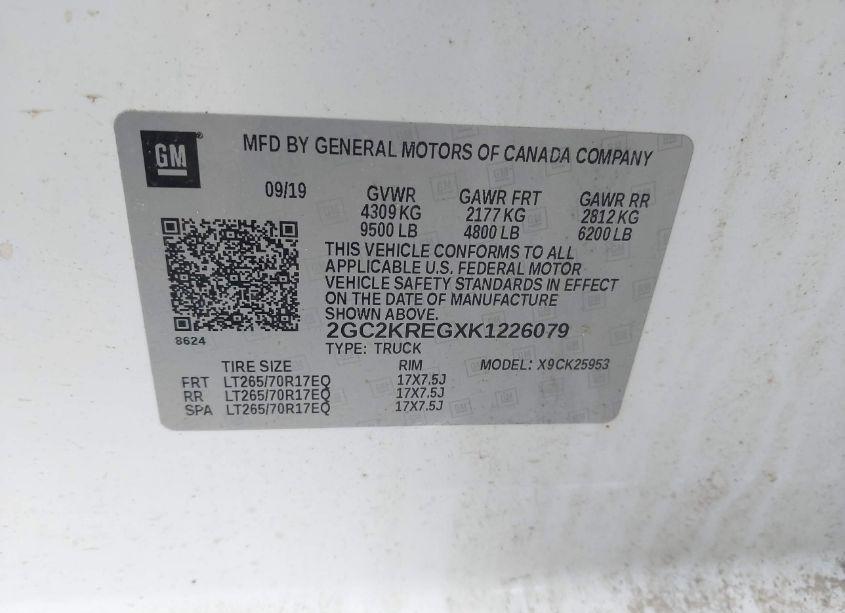 GM
MFD BY GENERAL MOTORS OF CANADA COMPANY
09/19 GVWR GAWR FRT GAWR RR
4309 KG 2177 KG 2812 KG
9500 LB 4800 LB 6200 LB
THIS VEHICLE CONFORMS TO ALL
APPLICABLE U.S. FEDERAL MOTOR
VEHICLE SAFETY STANDARDS IN EFFECT
ON THE DATE OF MANUFACTURE
SHOWN ABOVE.
8624
2GC2KREGXK1226079
TYPE: TRUCK
TIRE SIZE RIM MODEL: X9CK25953
FRT LT265/70R17EQ 17X7.5J
RR LT265/70R17EQ 17X7.5J
SPA LT265/70R17EQ 17X7.5J